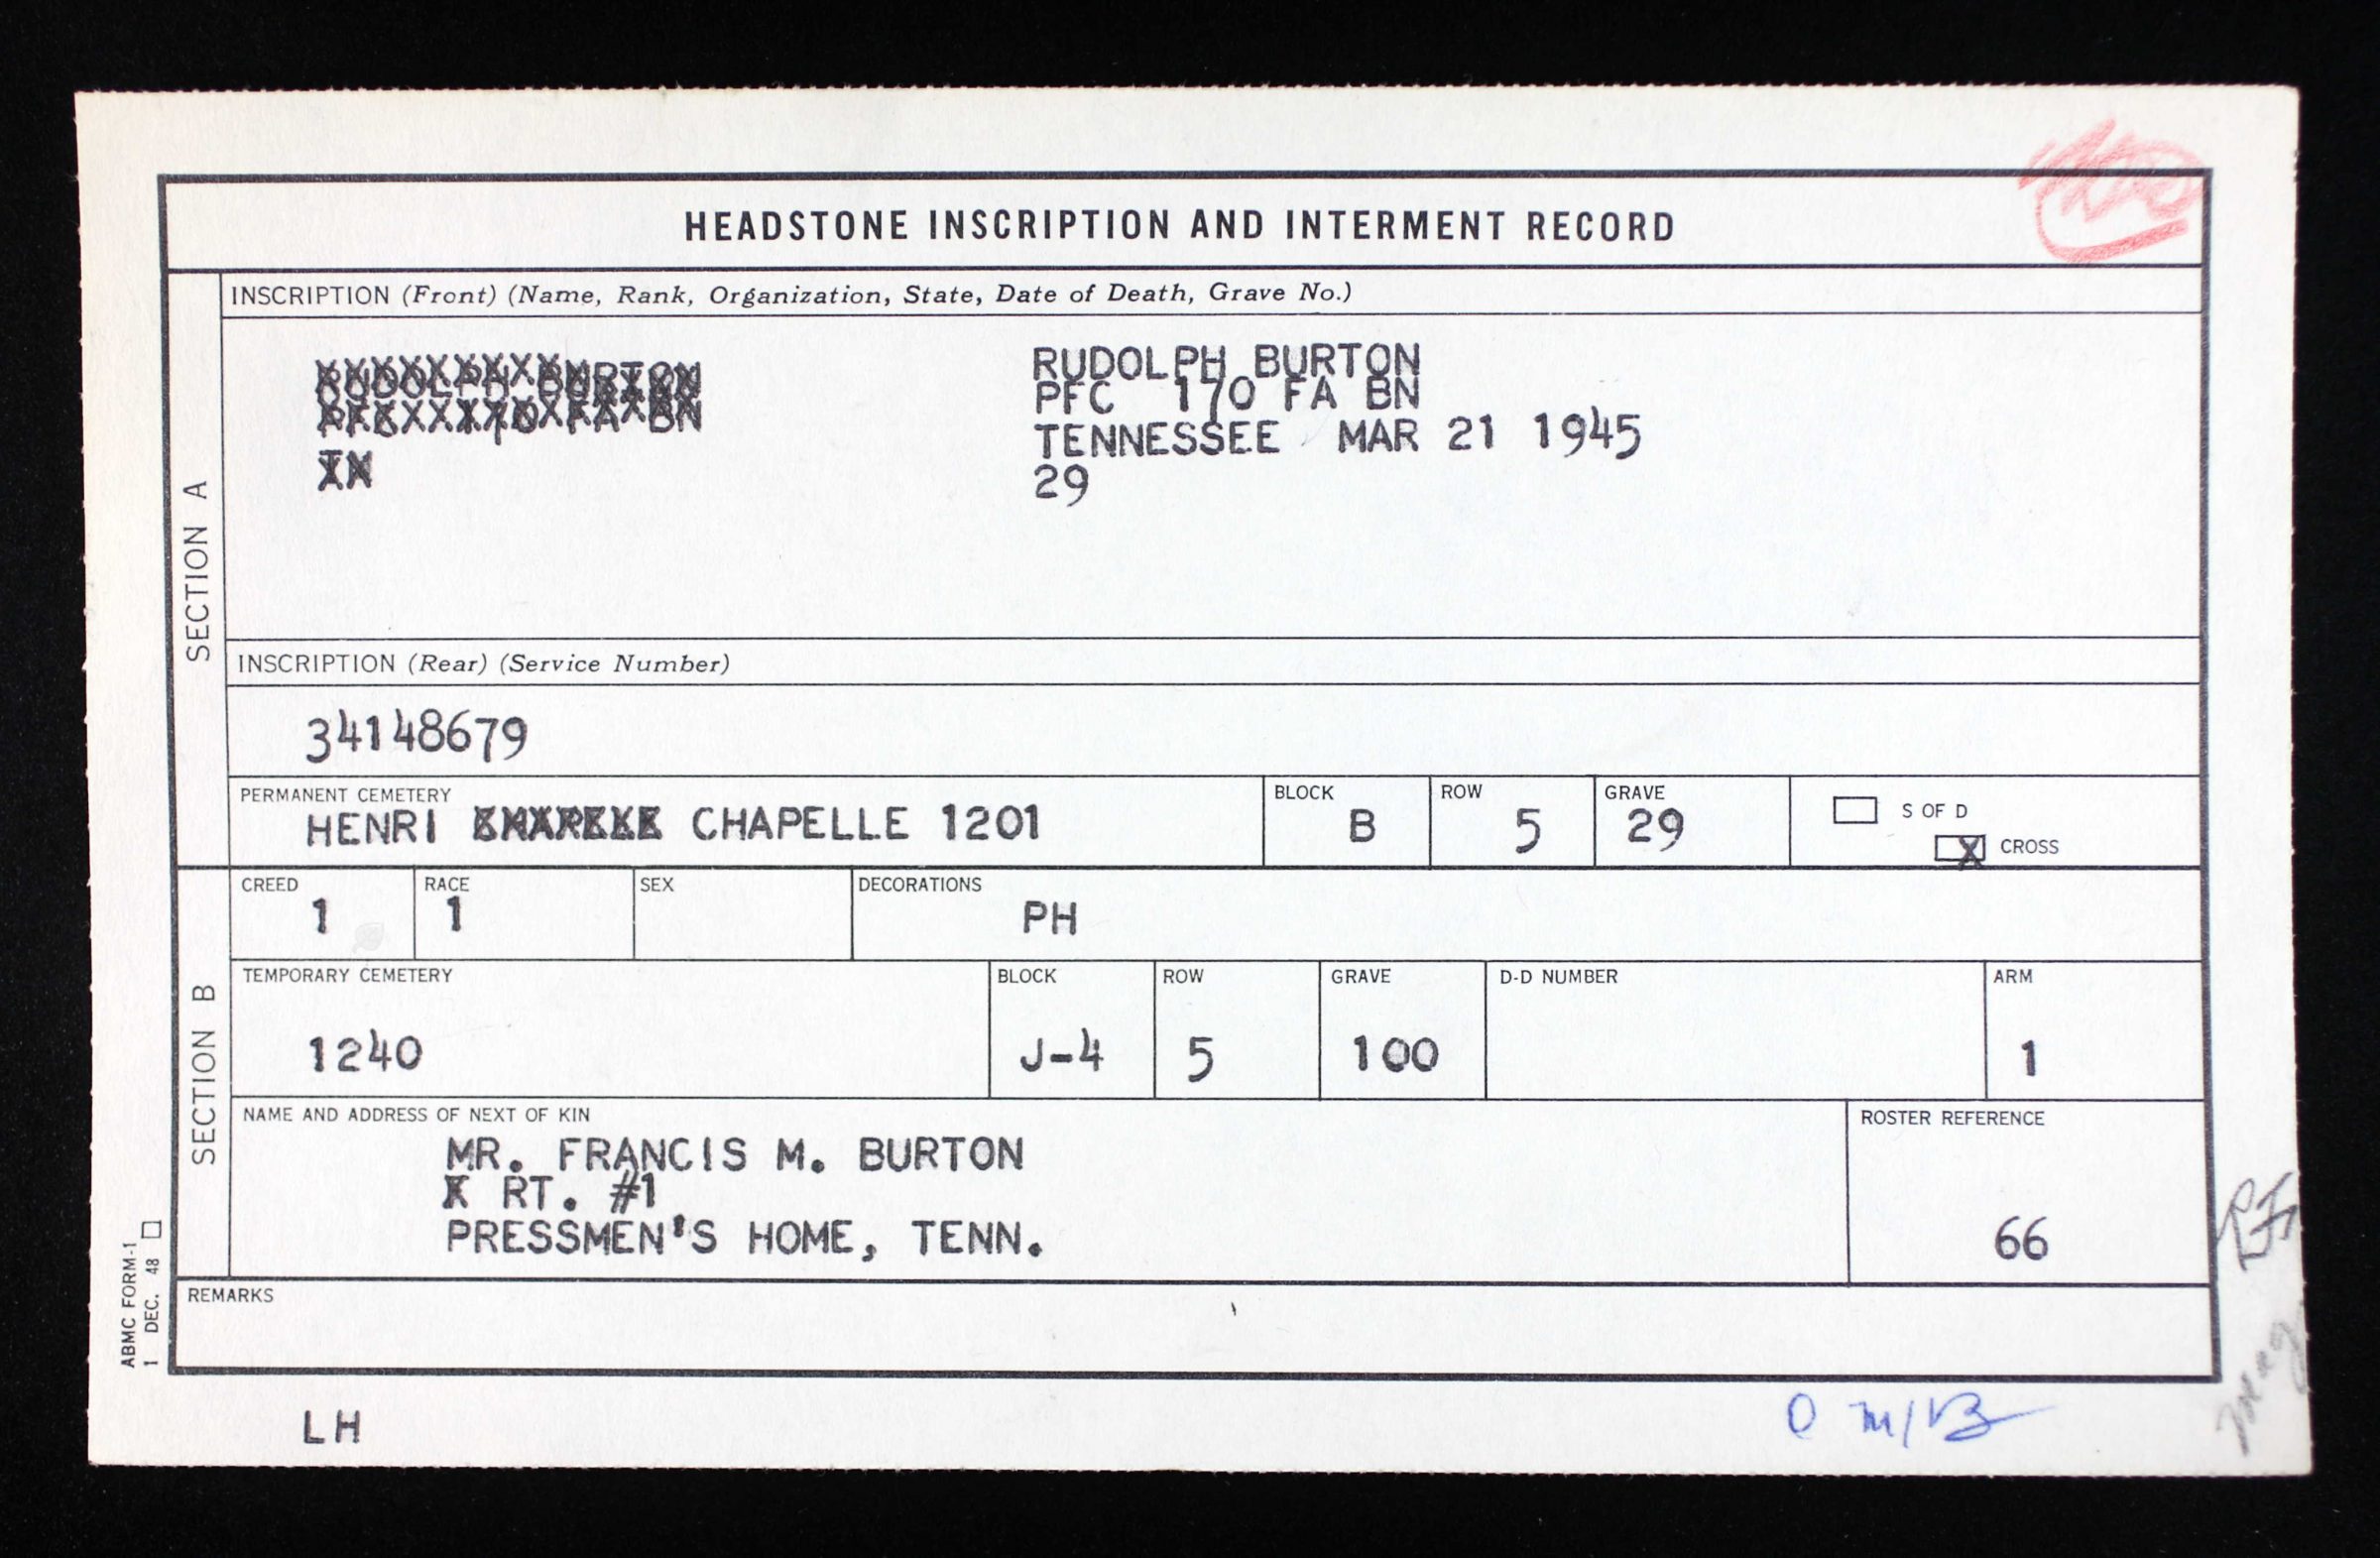 HEADSTONE INSCRIPTION AND INTERMENT RECORD
SECTION A
INSCRIPTION (Front) (Name, Rank, Organization, State, Date of Death, Grave No.)
RUDOLPH BURTON
PFC 170 FA BN
TENNESSEE MAR 21 1945
29
INSCRIPTION (Rear) (Service Number)
34148679
PERMANENT CEMETERY
HENRI CHAPELLE 1201
BLOCK
B
ROW
5
GRAVE
29
S OF D
X CROSS
SECTION B
CREED
1
RACE
1
SEX
DECORATIONS
PH
TEMPORARY CEMETERY
1240
BLOCK
J-4
ROW
5
GRAVE
100
D-D NUMBER
ARM
1
NAME AND ADDRESS OF NEXT OF KIN
MR. FRANCIS M. BURTON
RT. #1
PRESSMEN'S HOME, TENN.
ROSTER REFERENCE
66
REMARKS
ABMC FORM-1
1 DEC. 48
LH